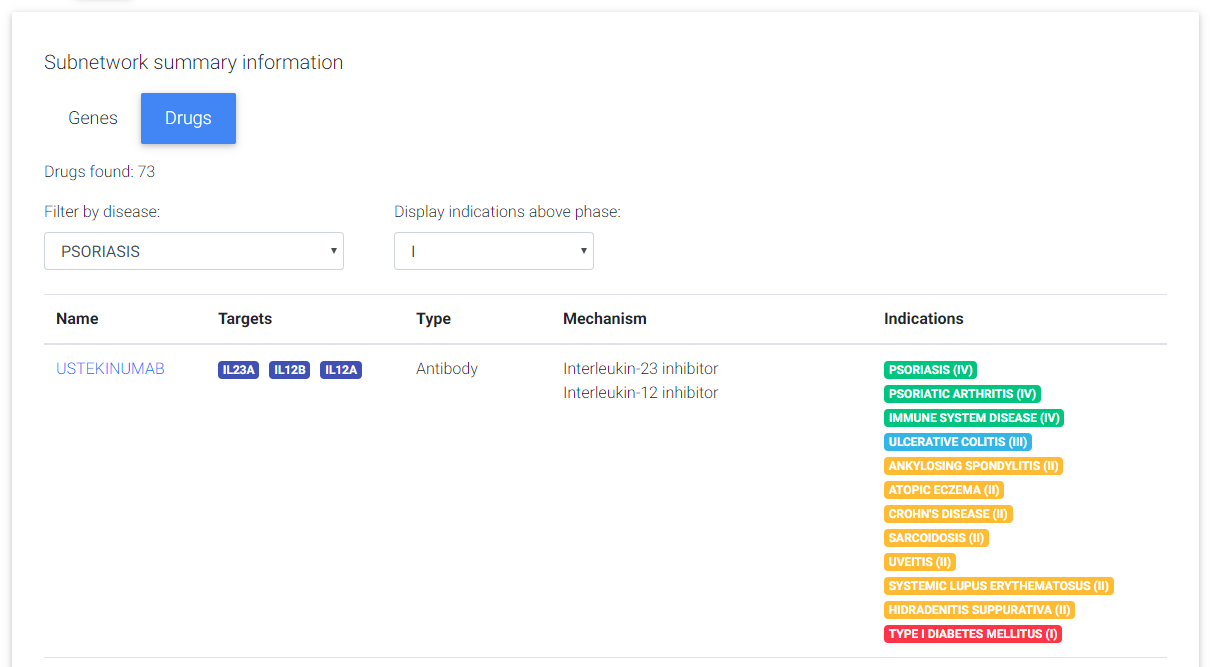 Subnetwork summary information
Genes Drugs
Drugs found: 73
Filter by disease: Display indications above phase:
PSORIASIS I
Name Targets Type Mechanism Indications
USTEKINUMAB IL23A IL12B IL12A Antibody Interleukin-23 inhibitor PSORIASIS (IV)
Interleukin-12 inhibitor PSORIATIC ARTHRITIS (IV)
IMMUNE SYSTEM DISEASE (IV)
ULCERATIVE COLITIS (III)
ANKYLOSING SPONDYLITIS (II)
ATOPIC ECZEMA (II)
CROHN'S DISEASE (II)
SARCOIDOSIS (II)
UVEITIS (II)
SYSTEMIC LUPUS ERYTHEMATOSUS (II)
HIDRADENITIS SUPPURATIVA (II)
TYPE I DIABETES MELLITUS (I)